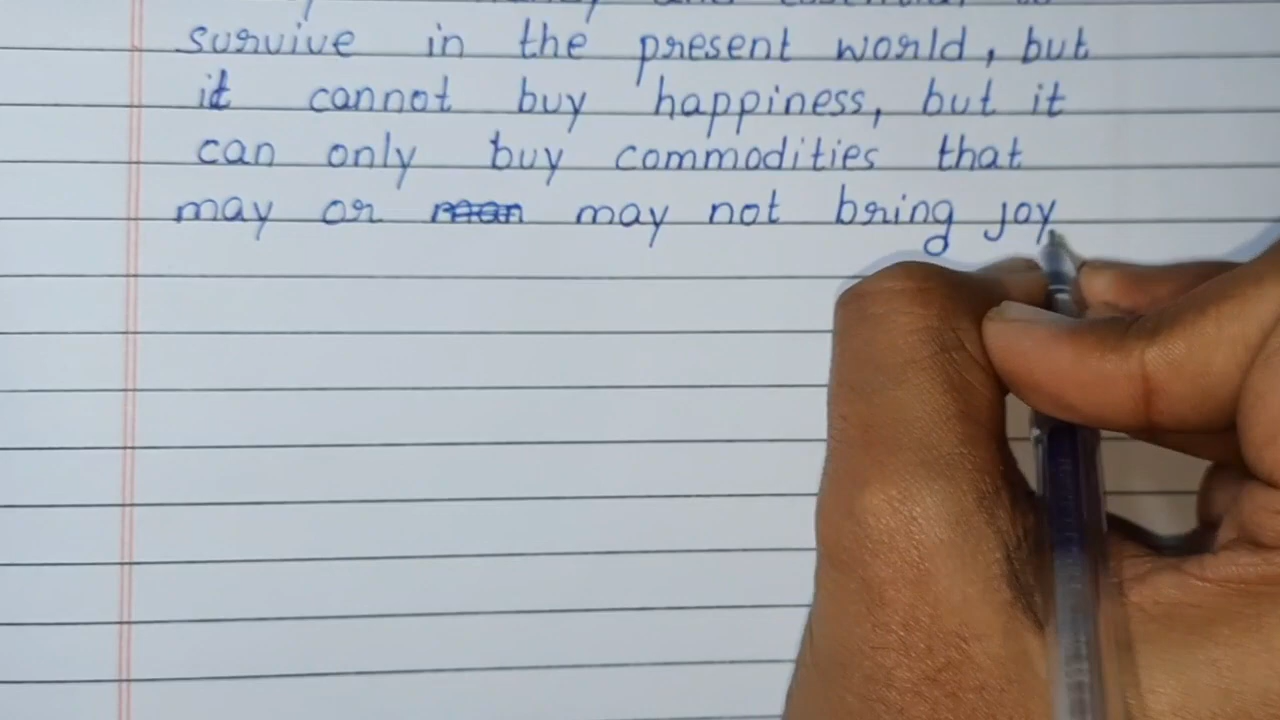 survive in the present world, but
it cannot buy happiness, but it
can only buy commodities that
may or may not bring joy